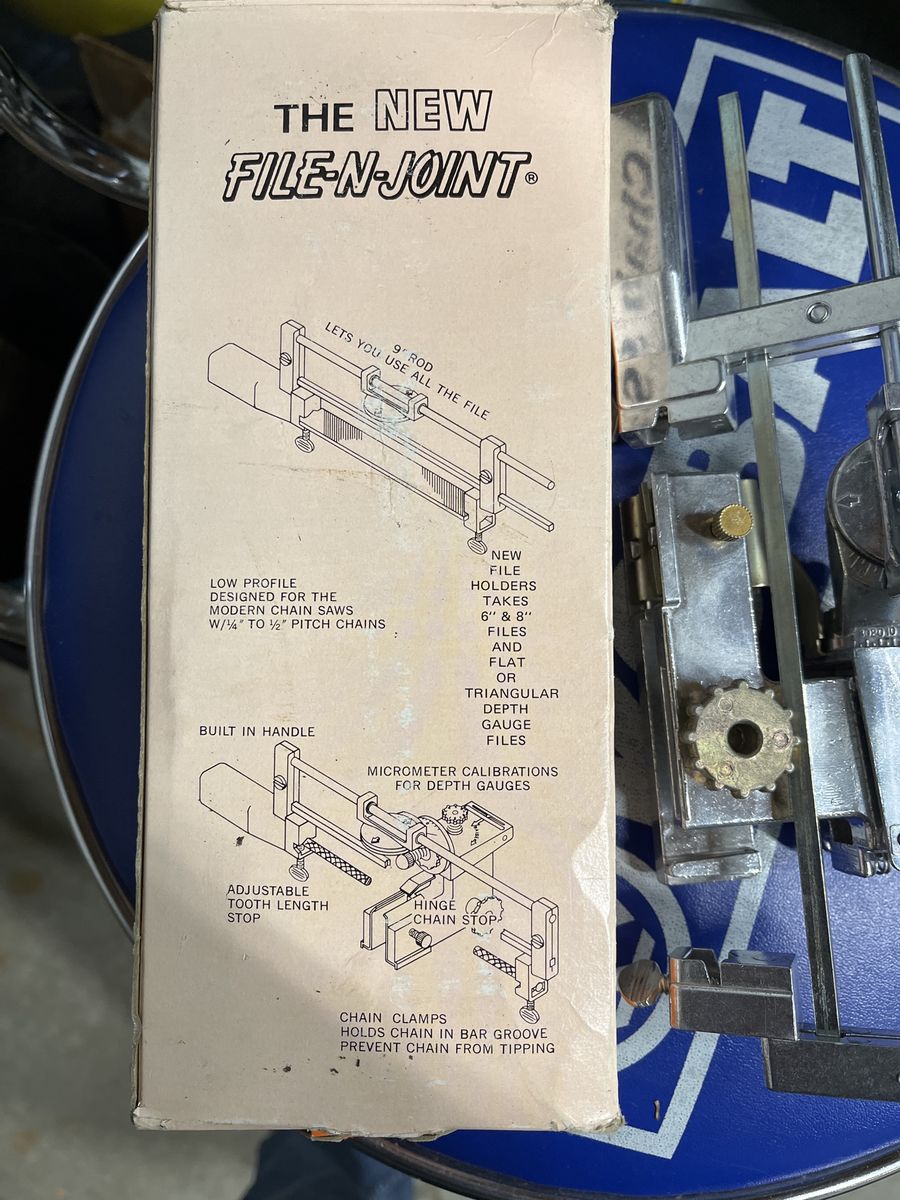 THE NEW
FILE-N-JOINT®
9" ROD
LETS YOU USE ALL THE FILE
LOW PROFILE
DESIGNED FOR THE
MODERN CHAIN SAWS
W/¼" TO ½" PITCH CHAINS
NEW
FILE
HOLDERS
TAKES
6" & 8"
FILES
AND
FLAT
OR
TRIANGULAR
DEPTH
GAUGE
FILES
BUILT IN HANDLE
MICROMETER CALIBRATIONS
FOR DEPTH GAUGES
ADJUSTABLE
TOOTH LENGTH
STOP
HINGE
CHAIN STOP
CHAIN CLAMPS
HOLDS CHAIN IN BAR GROOVE
PREVENT CHAIN FROM TIPPING